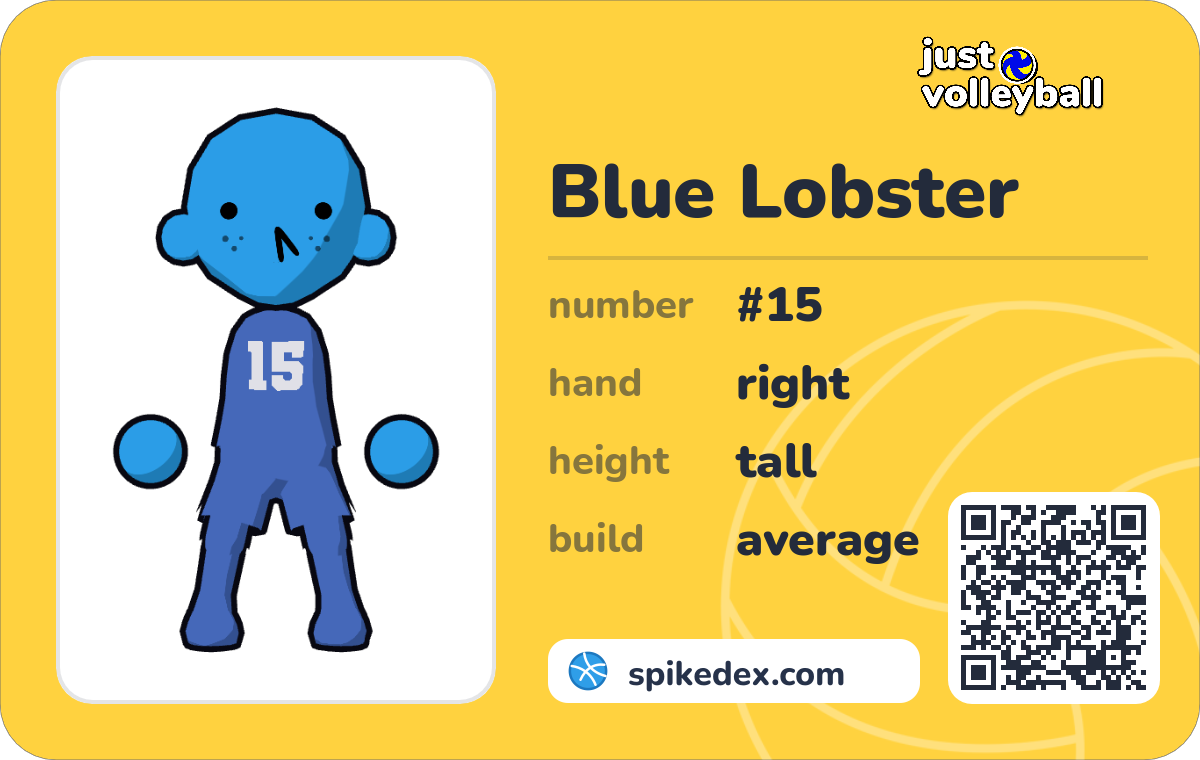 just
volleyball
Blue Lobster
number #15
hand right
height tall
build average
15
spikedex.com